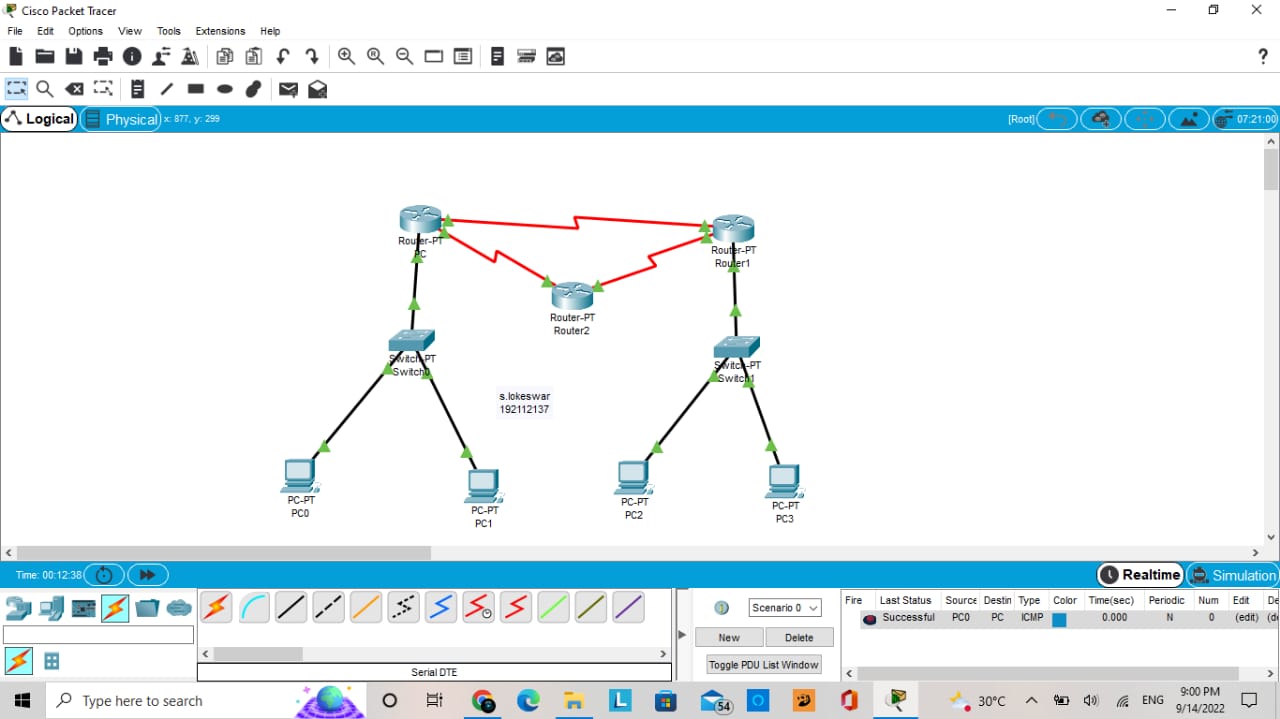 Cisco Packet Tracer
File Edit Options View Tools Extensions Help
?
Logical Physical x: 877, y: 299 [Root] 07:21:00
Router-PT
PC
Router-PT
Router1
Router-PT
Router2
Switch-PT
Switch0
Switch-PT
Switch1
s.lokeswar
192112137
PC-PT
PC0
PC-PT
PC1
PC-PT
PC2
PC-PT
PC3
Time: 00:12:38 Realtime Simulation
Scenario 0
New Delete
Toggle PDU List Window
Fire Last Status Source Destin Type Color Time(sec) Periodic Num Edit De
Successful PC0 PC ICMP 0.000 N 0 (edit) (de
Serial DTE
Type here to search
L
54
30°C
ENG
9:00 PM
9/14/2022